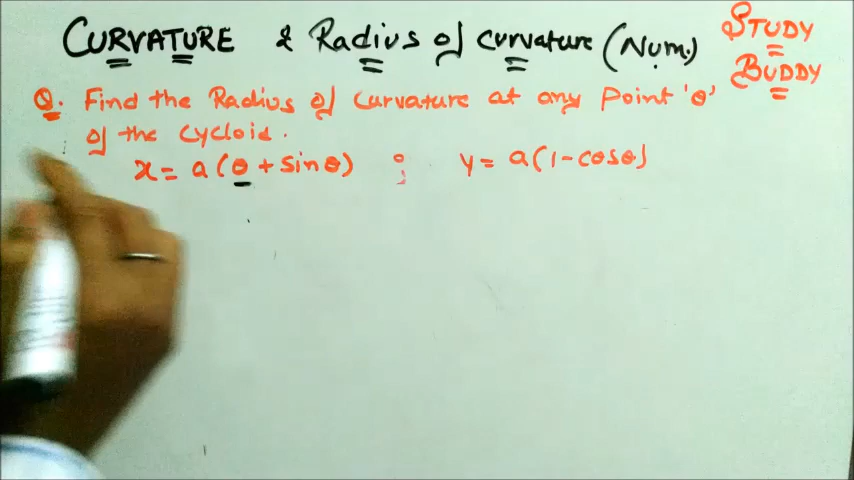 CURVATURE & Radius of curvature (Num.)
STUDY
BUDDY
Q. Find the Radius of curvature at any point 'θ'
of the cycloid.
x = a(θ + sinθ) ; y = a(1-cosθ)